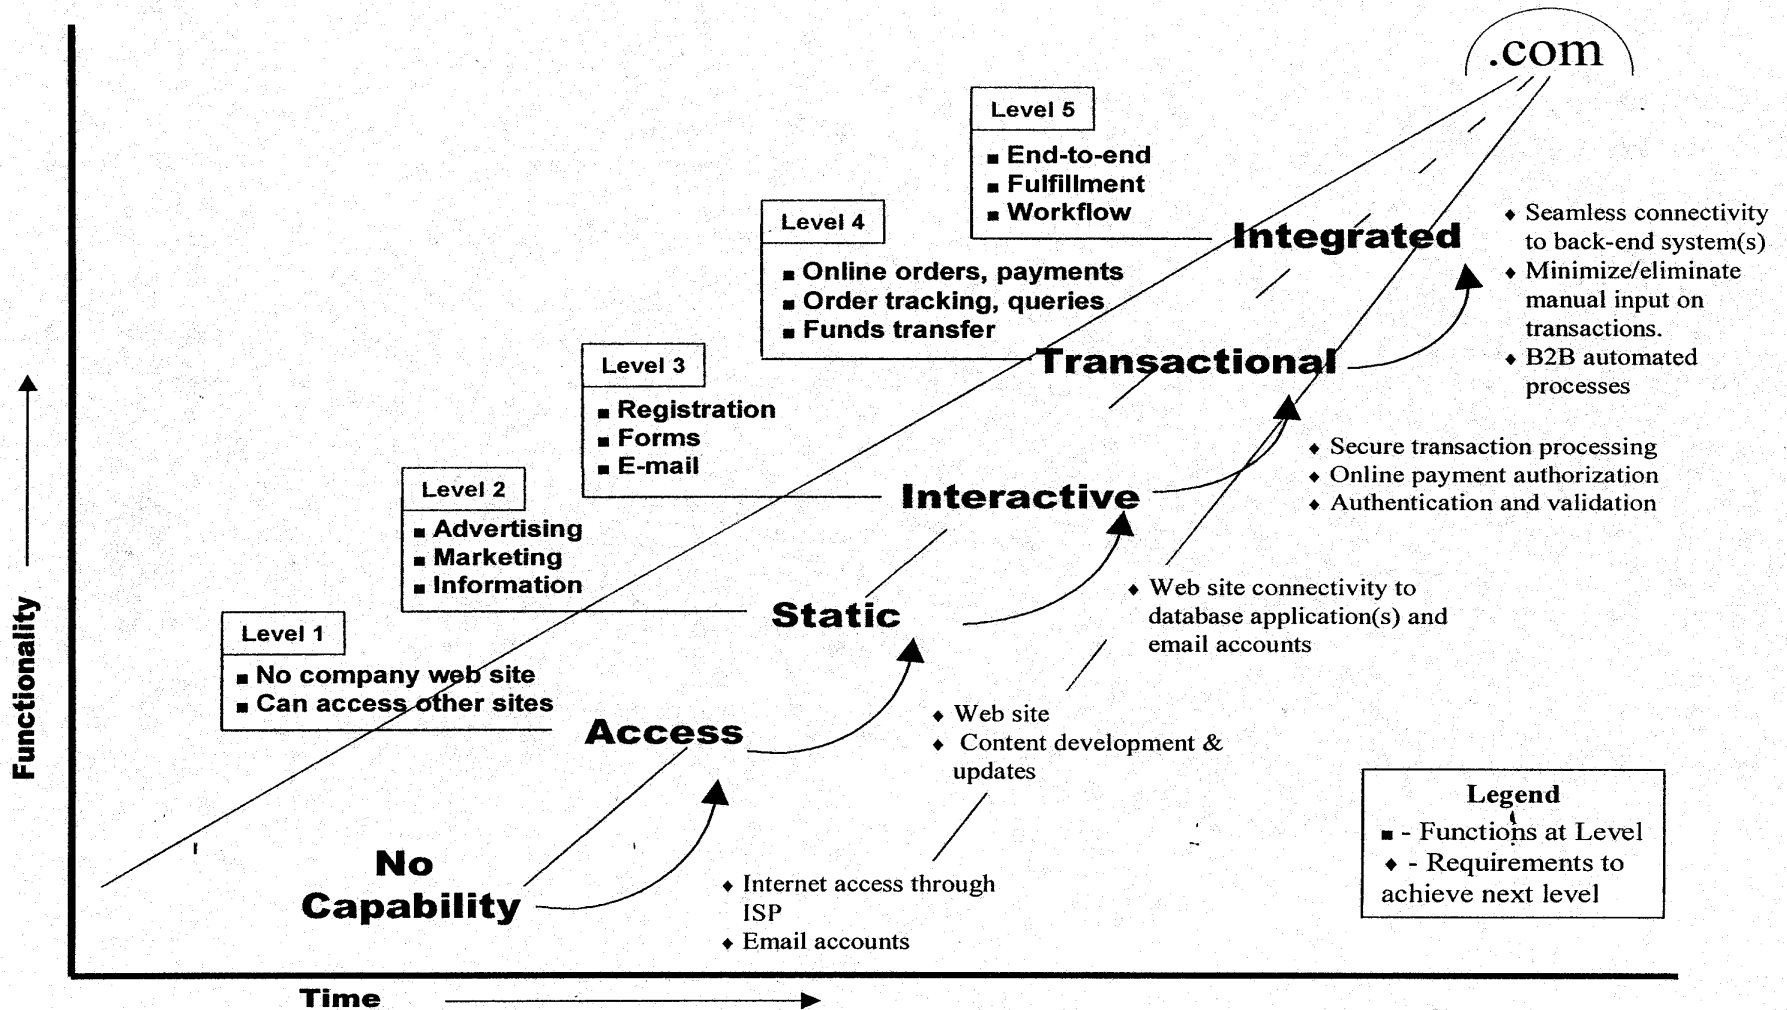 .com
Level 5
▪ End-to-end
▪ Fulfillment
▪ Workflow
Integrated
♦ Seamless connectivity
to back-end system(s)
♦ Minimize/eliminate
manual input on
transactions.
♦ B2B automated
processes
Level 4
▪ Online orders, payments
▪ Order tracking, queries
▪ Funds transfer
Transactional
♦ Secure transaction processing
♦ Online payment authorization
♦ Authentication and validation
Level 3
▪ Registration
▪ Forms
▪ E-mail
Interactive
♦ Web site connectivity to
database application(s) and
email accounts
Level 2
▪ Advertising
▪ Marketing
▪ Information
Static
♦ Web site
♦ Content development &
updates
Level 1
▪ No company web site
▪ Can access other sites
Access
♦ Internet access through
ISP
♦ Email accounts
No
Capability
Legend
▪ - Functions at Level
♦ - Requirements to
achieve next level
Functionality
Time